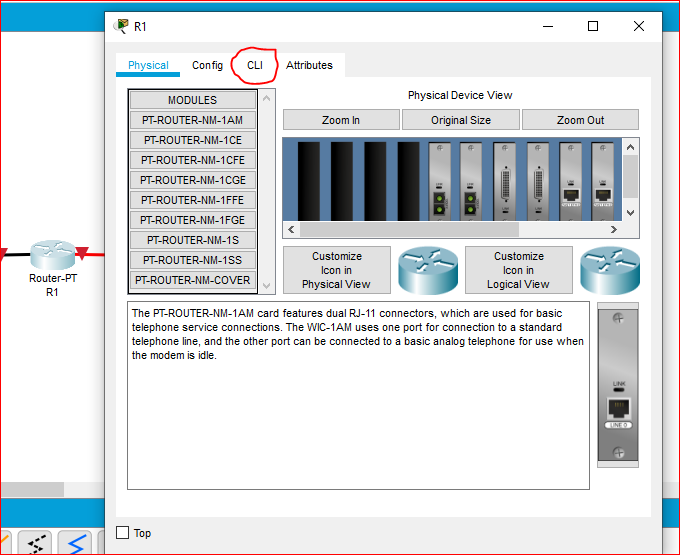 R1
Physical
Config
CLI
Attributes
MODULES
PT-ROUTER-NM-1AM
PT-ROUTER-NM-1CE
PT-ROUTER-NM-1CFE
PT-ROUTER-NM-1CGE
PT-ROUTER-NM-1FFE
PT-ROUTER-NM-1FGE
PT-ROUTER-NM-1S
PT-ROUTER-NM-1SS
PT-ROUTER-NM-COVER
Physical Device View
Zoom In
Original Size
Zoom Out
Customize
Icon in
Physical View
Customize
Icon in
Logical View
Router-PT
R1
The PT-ROUTER-NM-1AM card features dual RJ-11 connectors, which are used for basic
telephone service connections. The WIC-1AM uses one port for connection to a standard
telephone line, and the other port can be connected to a basic analog telephone for use when
the modem is idle.
LINK
LINE 0
Top